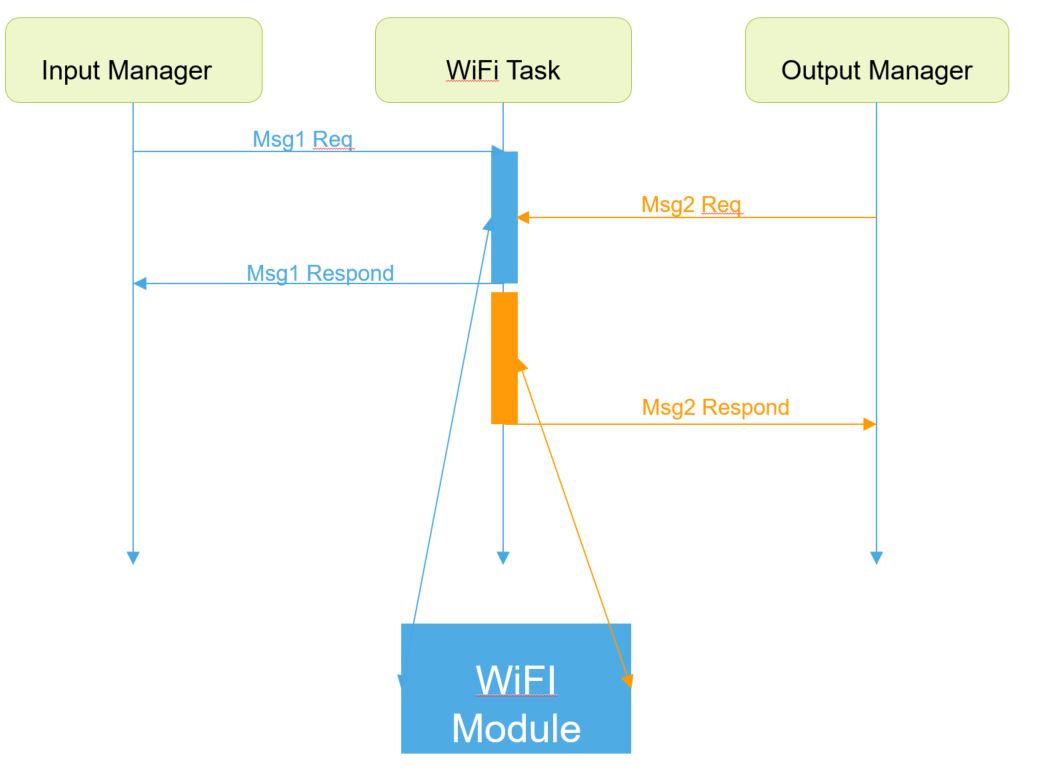 Input Manager
WiFi Task
Output Manager
Msg1 Req
Msg2 Req
Msg1 Respond
Msg2 Respond
WiFI
Module